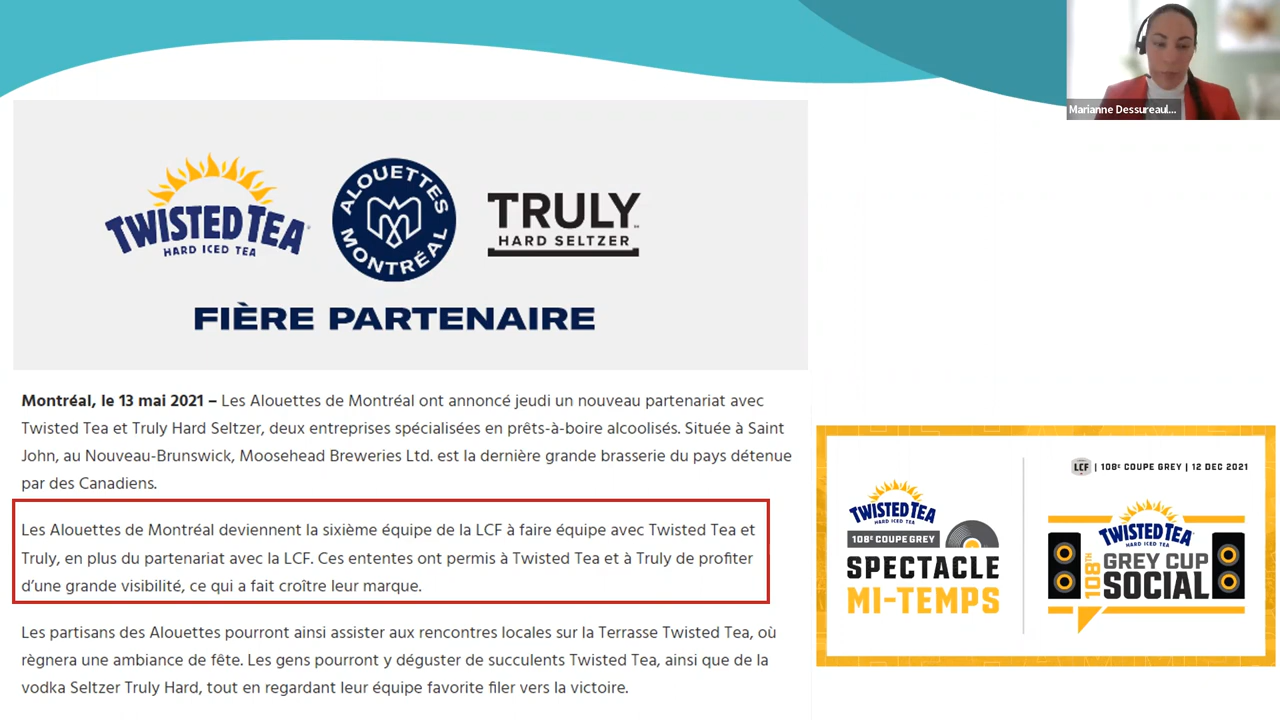 Marianne Dessureaul...
TWISTED TEA
HARD ICED TEA
ALOUETTES
MONTRÉAL
TRULY
HARD SELTZER
FIÈRE PARTENAIRE
Montréal, le 13 mai 2021 – Les Alouettes de Montréal ont annoncé jeudi un nouveau partenariat avec
Twisted Tea et Truly Hard Seltzer, deux entreprises spécialisées en prêts-à-boire alcoolisés. Située à Saint
John, au Nouveau-Brunswick, Moosehead Breweries Ltd. est la dernière grande brasserie du pays détenue
par des Canadiens.
Les Alouettes de Montréal deviennent la sixième équipe de la LCF à faire équipe avec Twisted Tea et
Truly, en plus du partenariat avec la LCF. Ces ententes ont permis à Twisted Tea et à Truly de profiter
d'une grande visibilité, ce qui a fait croître leur marque.
Les partisans des Alouettes pourront ainsi assister aux rencontres locales sur la Terrasse Twisted Tea, où
règnera une ambiance de fête. Les gens pourront y déguster de succulents Twisted Tea, ainsi que de la
vodka Seltzer Truly Hard, tout en regardant leur équipe favorite filer vers la victoire.
TWISTED TEA
HARD ICED TEA
108E COUPE GREY
SPECTACLE
MI-TEMPS
LCF | 108E COUPE GREY | 12 DEC 2021
TWISTED TEA
HARD ICED TEA
108TH
GREY CUP
SOCIAL